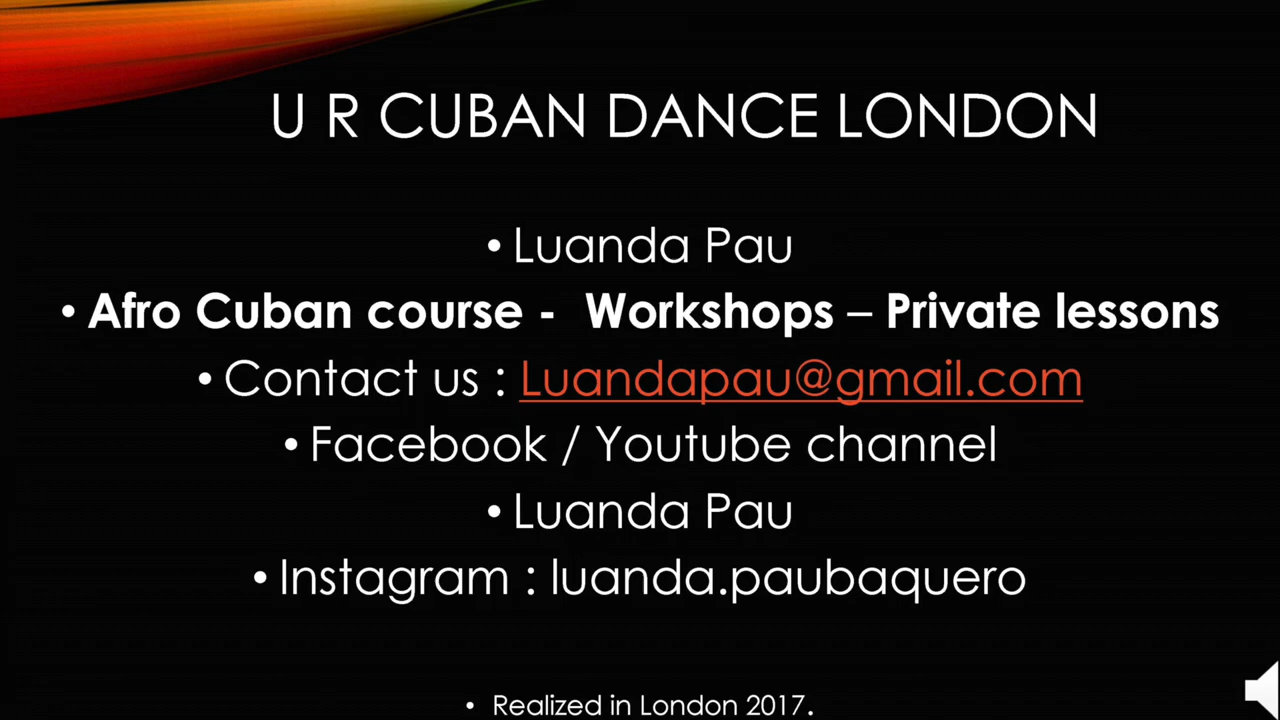 U R CUBAN DANCE LONDON
• Luanda Pau
• Afro Cuban course - Workshops – Private lessons
• Contact us : Luandapau@gmail.com
• Facebook / Youtube channel
• Luanda Pau
• Instagram : luanda.paubaquero
• Realized in London 2017.